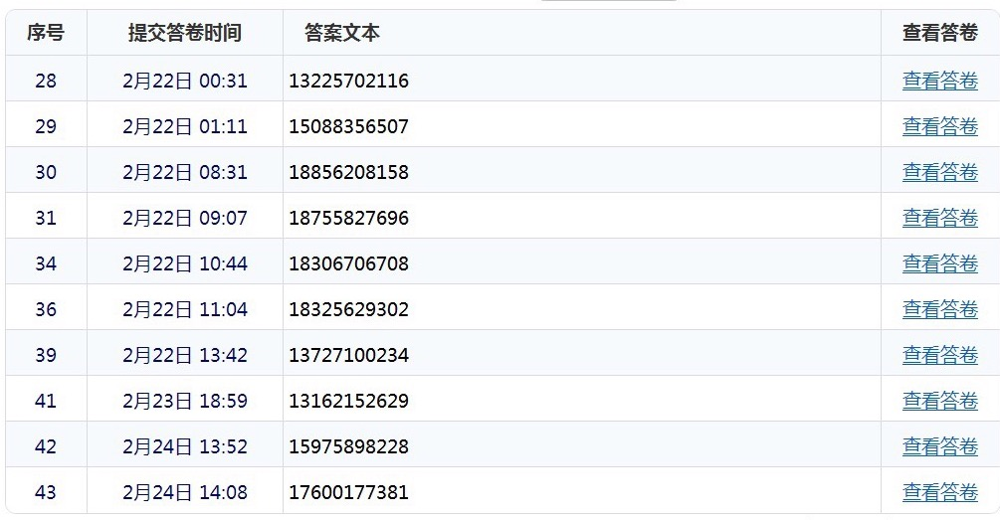 序号 提交答卷时间 答案文本 查看答卷
28 2月22日 00:31 13225702116 查看答卷
29 2月22日 01:11 15088356507 查看答卷
30 2月22日 08:31 18856208158 查看答卷
31 2月22日 09:07 18755827696 查看答卷
34 2月22日 10:44 18306706708 查看答卷
36 2月22日 11:04 18325629302 查看答卷
39 2月22日 13:42 13727100234 查看答卷
41 2月23日 18:59 13162152629 查看答卷
42 2月24日 13:52 15975898228 查看答卷
43 2月24日 14:08 17600177381 查看答卷